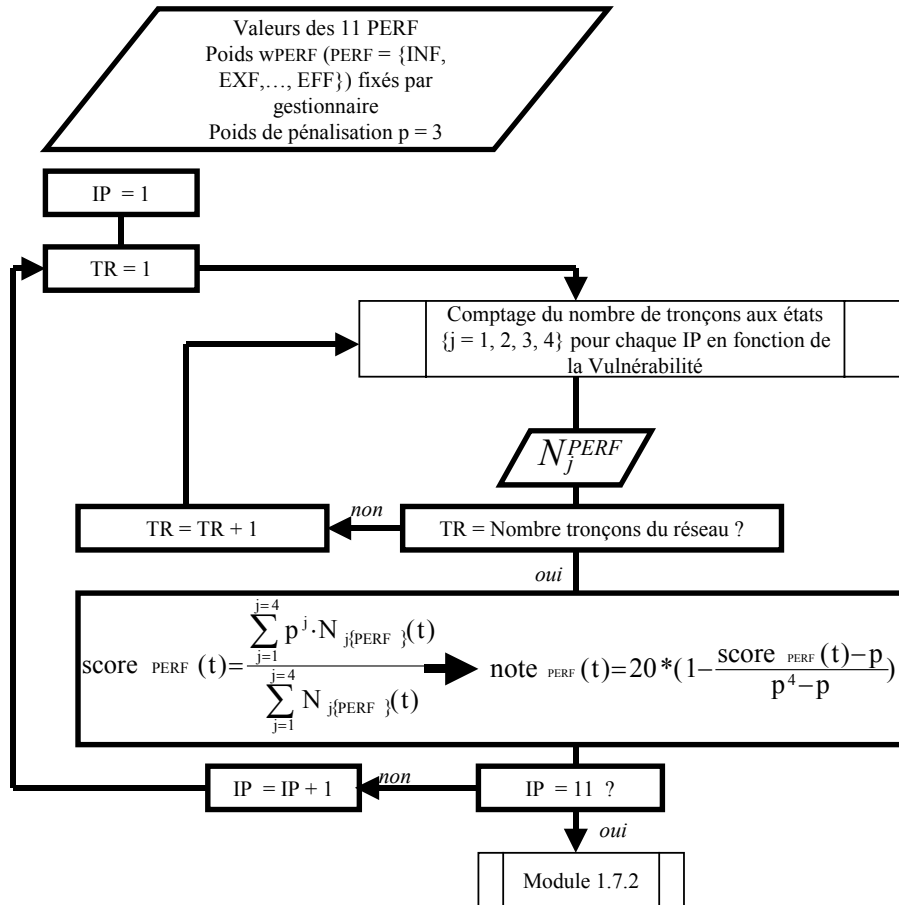 Valeurs des 11 PERF
Poids wPERF (PERF = {INF,
EXF,…, EFF}) fixés par
gestionnaire
Poids de pénalisation p = 3
IP = 1
TR = 1
Comptage du nombre de tronçons aux états
{j = 1, 2, 3, 4} pour chaque IP en fonction de
la Vulnérabilité
N_j^{PERF}
TR = TR + 1
non
TR = Nombre tronçons du réseau ?
oui
score PERF (t)=\frac{\sum_{j=1}^{j=4} p^j·N_{j{PERF }}(t)}{\sum_{j=1}^{j=4} N_{j{PERF }}(t)} note PERF (t)=20*(1-\frac{score PERF (t)-p}{p^4-p})
IP = IP + 1
non
IP = 11 ?
oui
Module 1.7.2